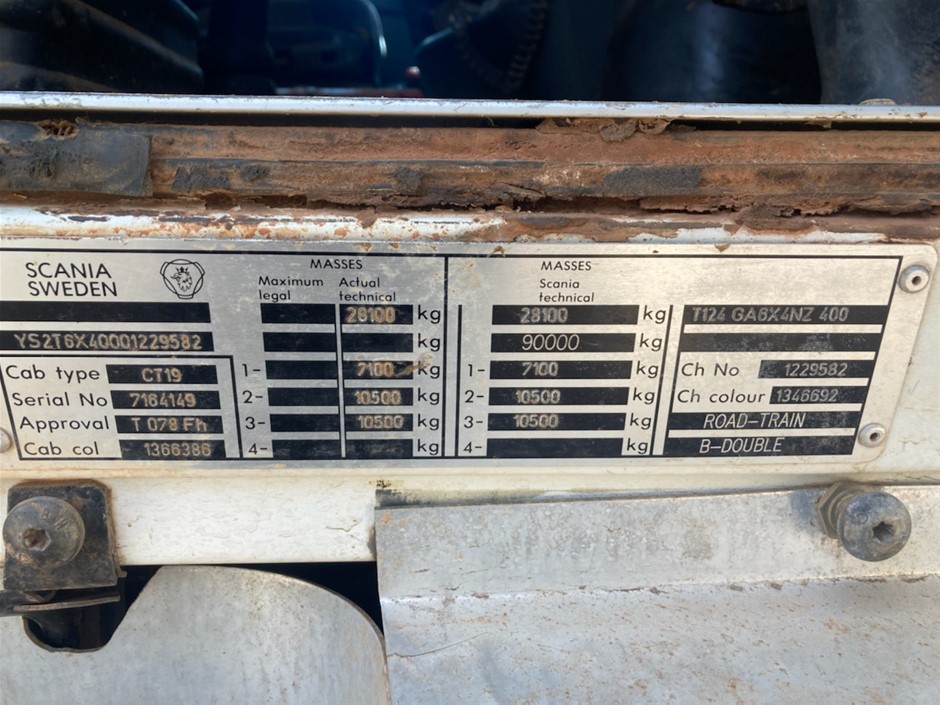 SCANIA
SWEDEN
MASSES
Maximum legal
Actual technical
28100 kg
YS2T6X40001229582
kg
Cab type CT19
1- 7100 kg
Serial No 7164149
2- 10500 kg
Approval T 078 Fh
3- 10500 kg
Cab col 1366386
4- kg
MASSES
Scania technical
28100 kg
90000 kg
1- 7100 kg
2- 10500 kg
3- 10500 kg
4- kg
T124 GA6X4NZ 400
Ch No 1229582
Ch colour 1346692
ROAD-TRAIN
B-DOUBLE